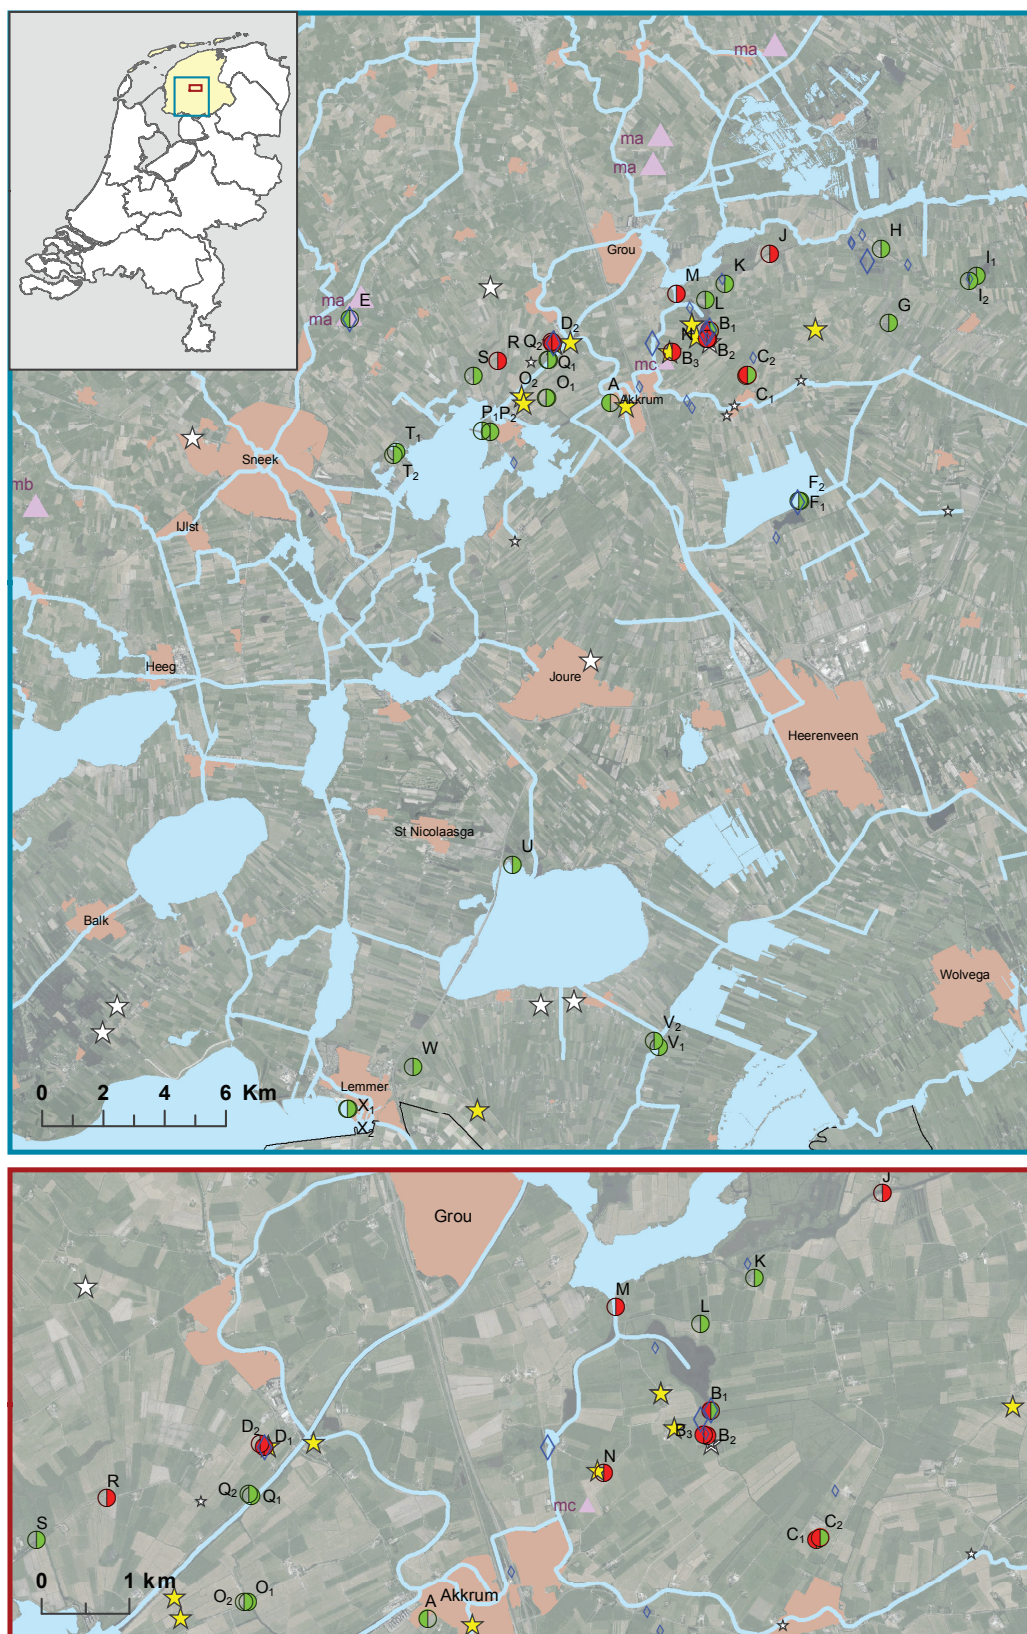 ma
ma
ma
Grou
H
J
I₁
I₂
K
M
L
G
ma
E
ma
D₂
R
Q₂
Q₁
B₁
B₂
B₃
N
mc
S
C₂
C₁
O₂
O₁
A
Akkrum
P₁
P₂
T₁
T₂
Sneek
mb
IJlst
F₂
F₁
Heeg
Joure
Heerenveen
St Nicolaasga
U
Balk
Wolvega
V₂
V₁
W
Lemmer
X₁
X₂
0 2 4 6 Km
J
Grou
K
M
L
B₁
D₂
D₁
B₃
B₂
N
R
Q₂
Q₁
mc
S
C₁
C₂
0 1 km
O₂
O₁
A
Akkrum